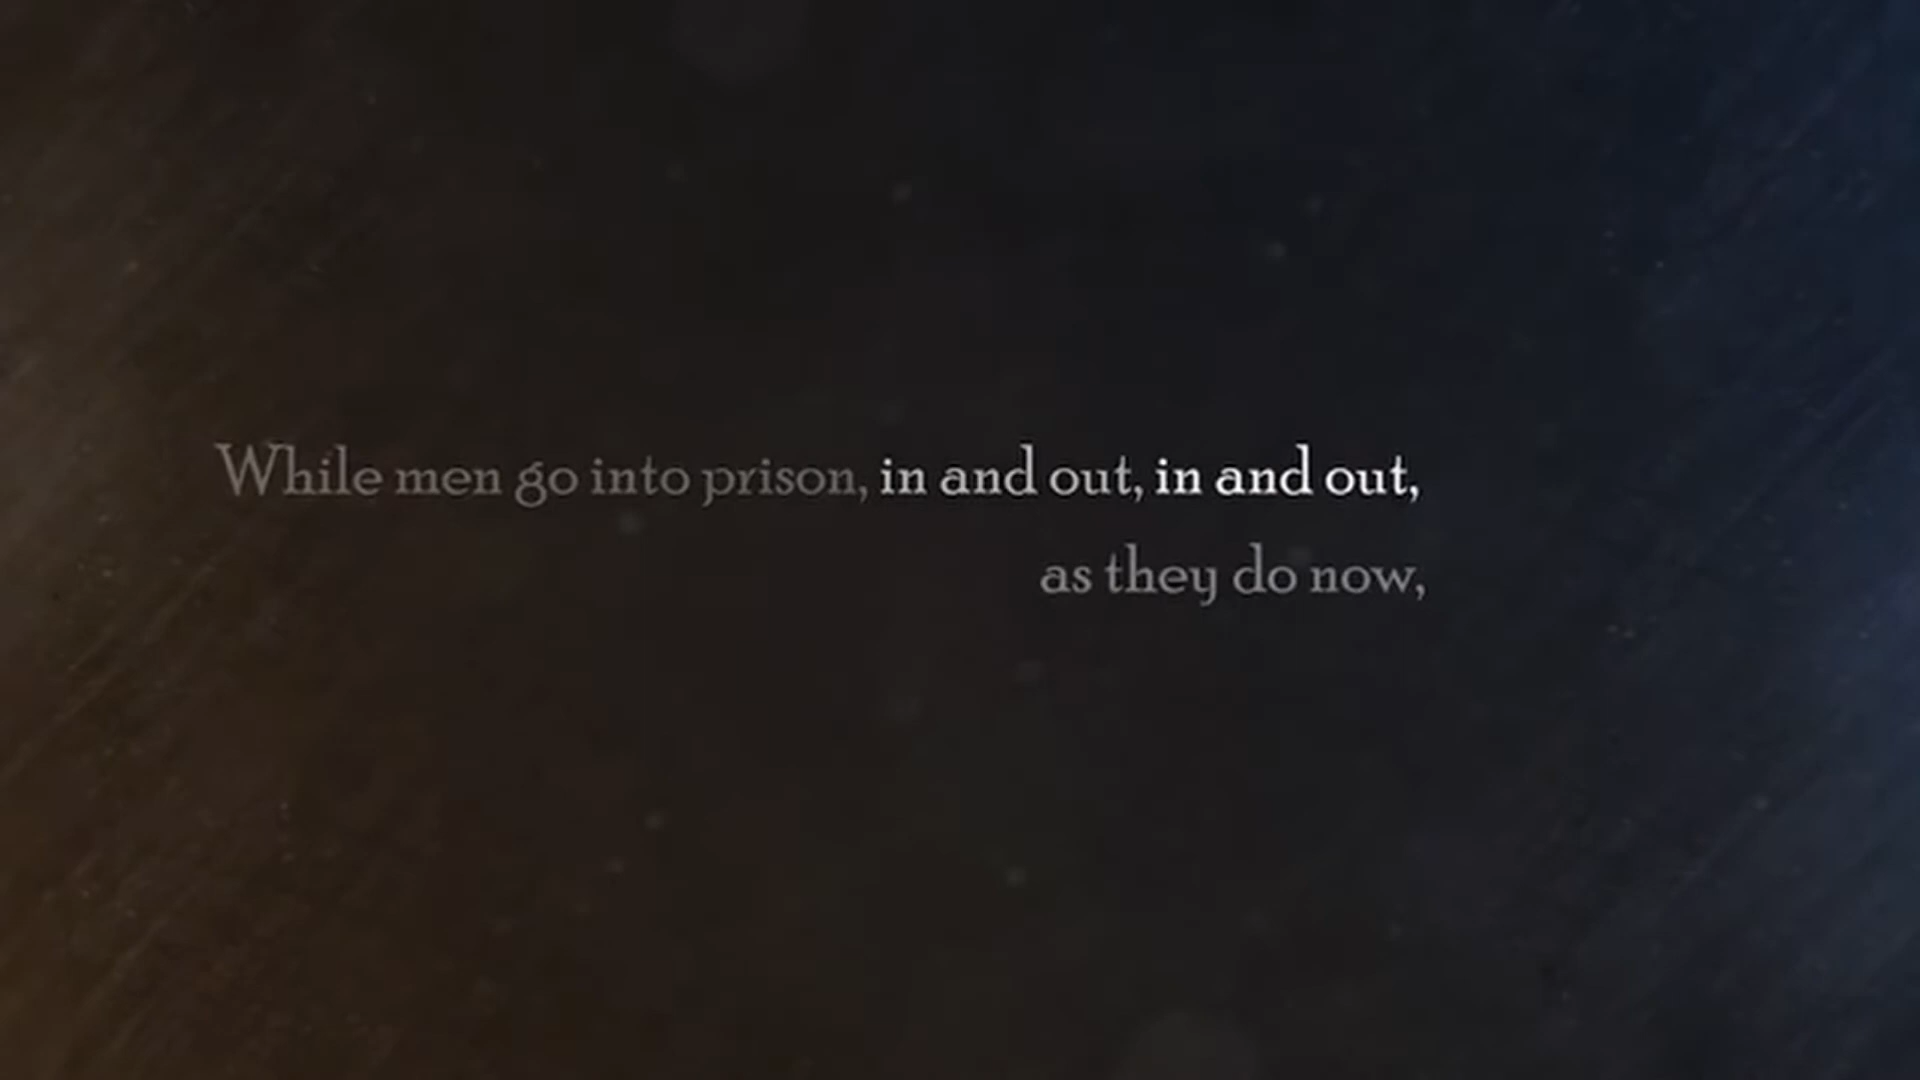 While men go into prison, in and out, in and out,
as they do now,